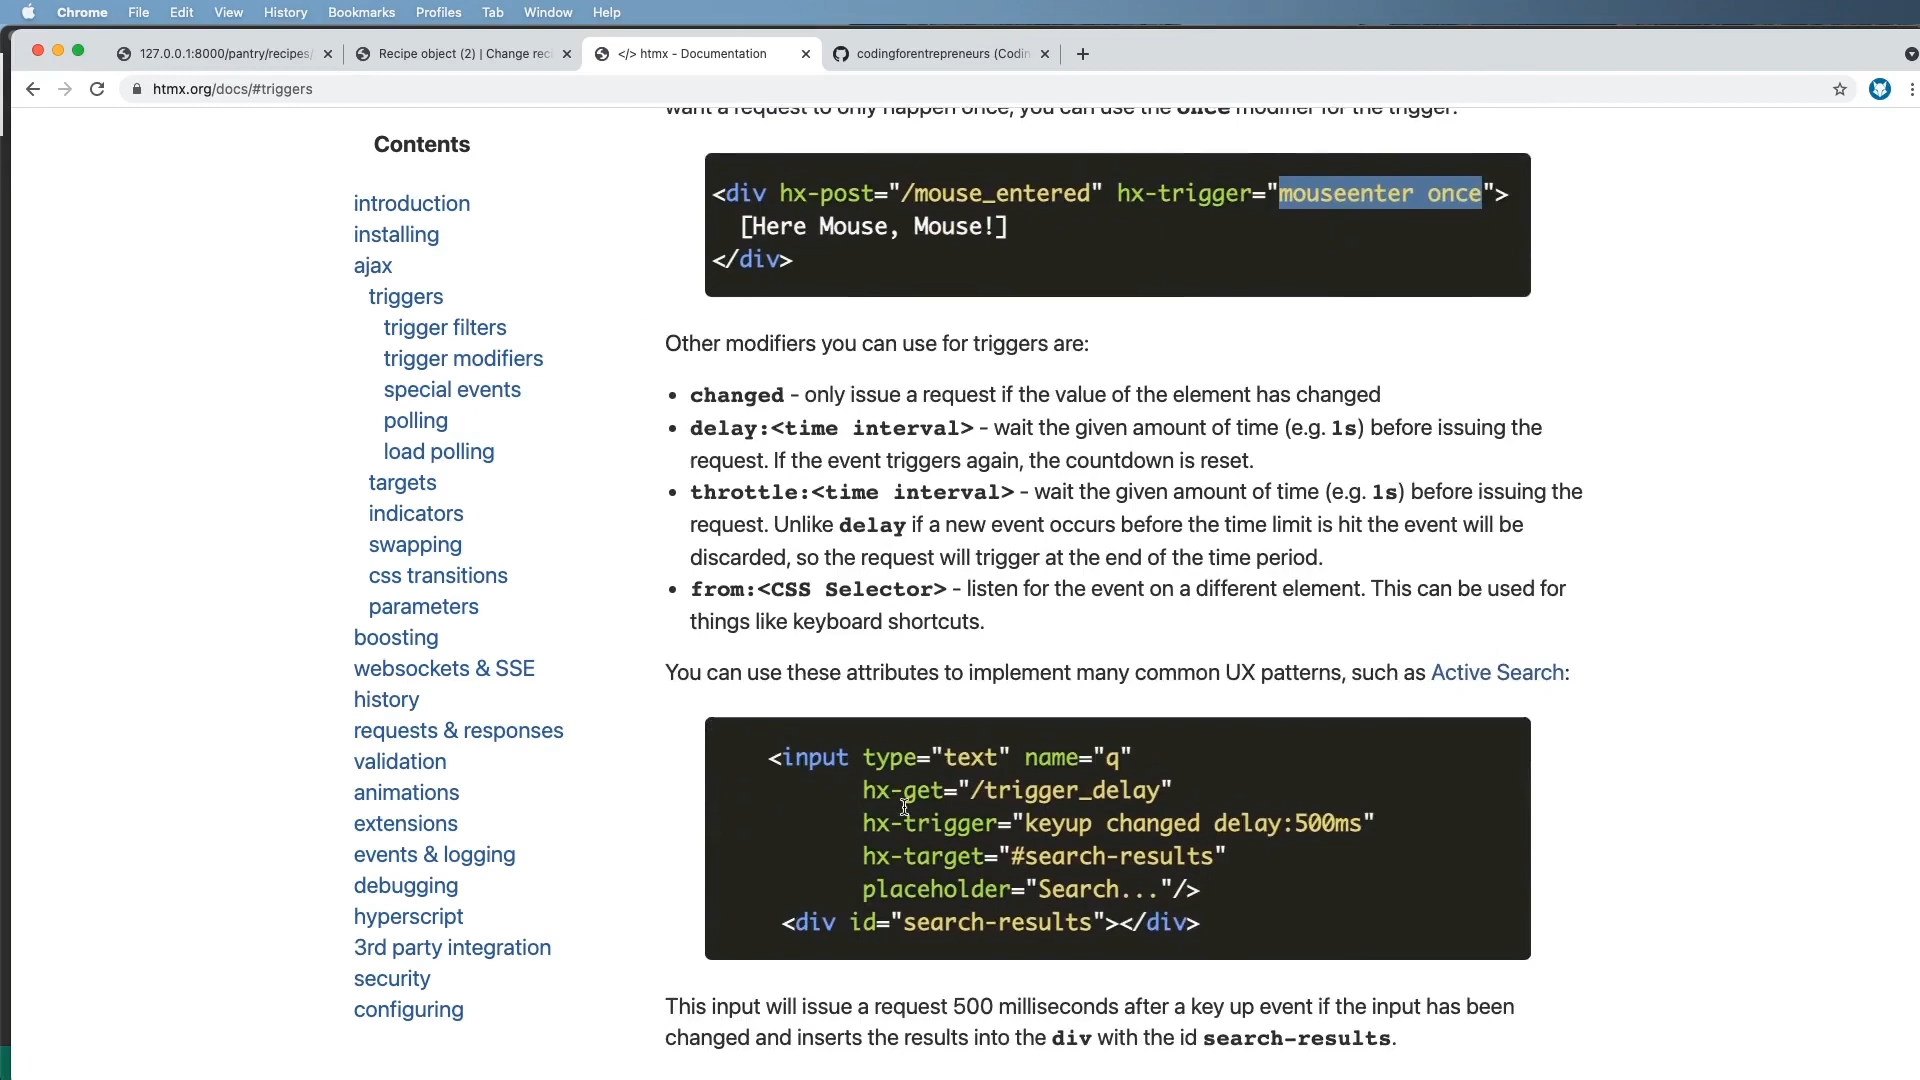 Chrome File Edit View History Bookmarks Profiles Tab Window Help
127.0.0.1:8000/pantry/recipes/ Recipe object (2) | Change rec </> htmx - Documentation codingforentrepreneurs (Codin
htmx.org/docs/#triggers
want a request to only happen once, you can use the once modifier for the trigger:
Contents
introduction
installing
ajax
triggers
trigger filters
trigger modifiers
special events
polling
load polling
targets
indicators
swapping
css transitions
parameters
boosting
websockets & SSE
history
requests & responses
validation
animations
extensions
events & logging
debugging
hyperscript
3rd party integration
security
configuring
<div hx-post="/mouse_entered" hx-trigger="mouseenter once">
[Here Mouse, Mouse!]
</div>
Other modifiers you can use for triggers are:
• changed - only issue a request if the value of the element has changed
• delay:<time interval> - wait the given amount of time (e.g. 1s) before issuing the
request. If the event triggers again, the countdown is reset.
• throttle:<time interval> - wait the given amount of time (e.g. 1s) before issuing the
request. Unlike delay if a new event occurs before the time limit is hit the event will be
discarded, so the request will trigger at the end of the time period.
• from:<CSS Selector> - listen for the event on a different element. This can be used for
things like keyboard shortcuts.
You can use these attributes to implement many common UX patterns, such as Active Search:
<input type="text" name="q"
hx-get="/trigger_delay"
hx-trigger="keyup changed delay:500ms"
hx-target="#search-results"
placeholder="Search..."/>
<div id="search-results"></div>
This input will issue a request 500 milliseconds after a key up event if the input has been
changed and inserts the results into the div with the id search-results.